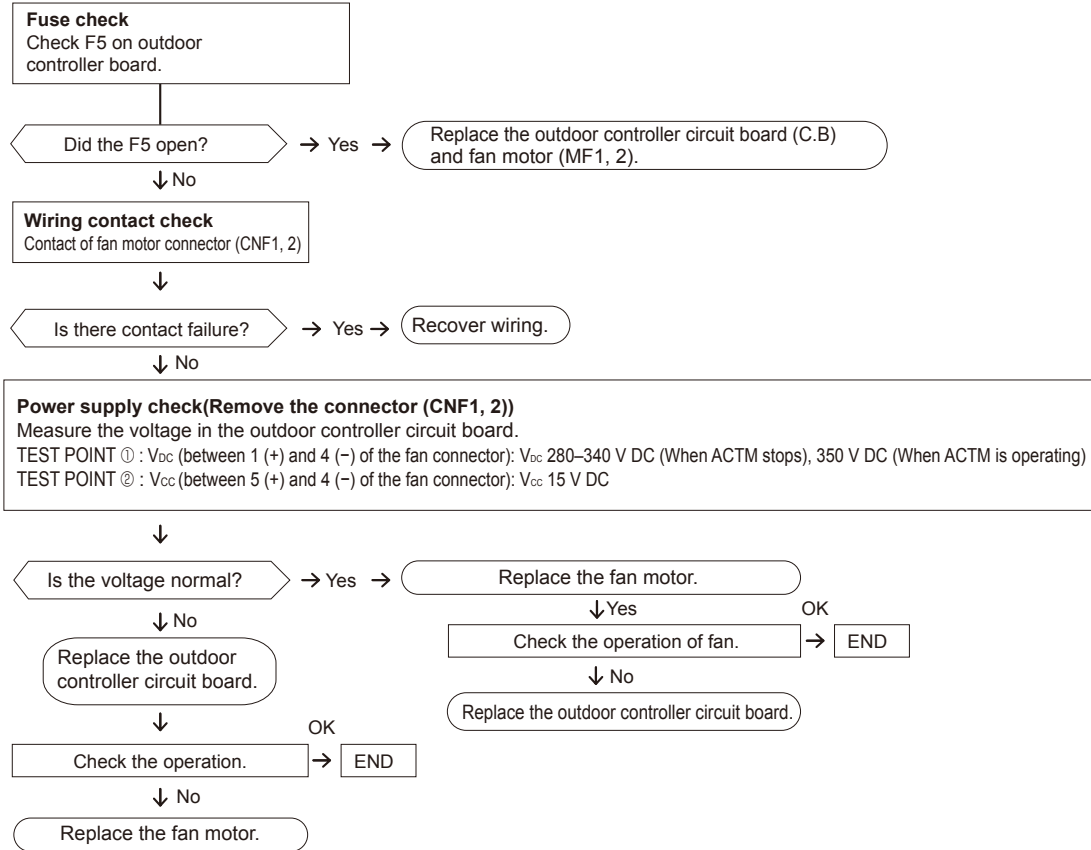 Fuse check
Check F5 on outdoor
controller board.
Did the F5 open?
→ Yes →
Replace the outdoor controller circuit board (C.B)
and fan motor (MF1, 2).
↓ No
Wiring contact check
Contact of fan motor connector (CNF1, 2)
↓
Is there contact failure?
→ Yes →
Recover wiring.
↓ No
Power supply check(Remove the connector (CNF1, 2))
Measure the voltage in the outdoor controller circuit board.
TEST POINT ① : VDC (between 1 (+) and 4 (−) of the fan connector): VDC 280–340 V DC (When ACTM stops), 350 V DC (When ACTM is operating)
TEST POINT ② : VCC (between 5 (+) and 4 (−) of the fan connector): VCC 15 V DC
↓
Is the voltage normal?
→ Yes →
Replace the fan motor.
↓Yes
Check the operation of fan.
OK
→
END
↓ No
Replace the outdoor controller circuit board.
↓ No
Replace the outdoor
controller circuit board.
↓
Check the operation.
OK
→
END
↓ No
Replace the fan motor.